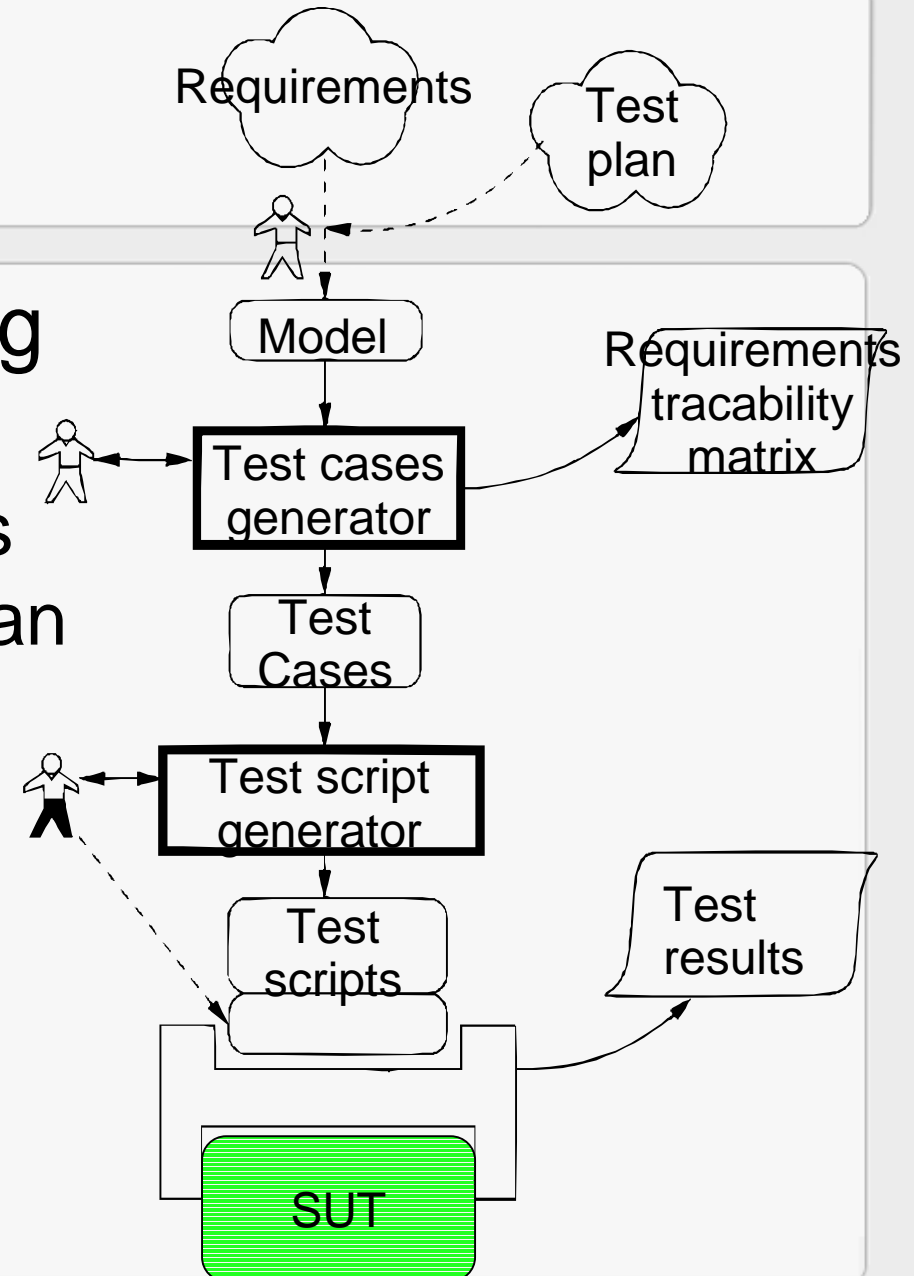 Requirements
Test
plan
g
Model
Requirements
tracability
matrix
Test cases
generator
s
an
Test
Cases
Test script
generator
Test
scripts
Test
results
SUT